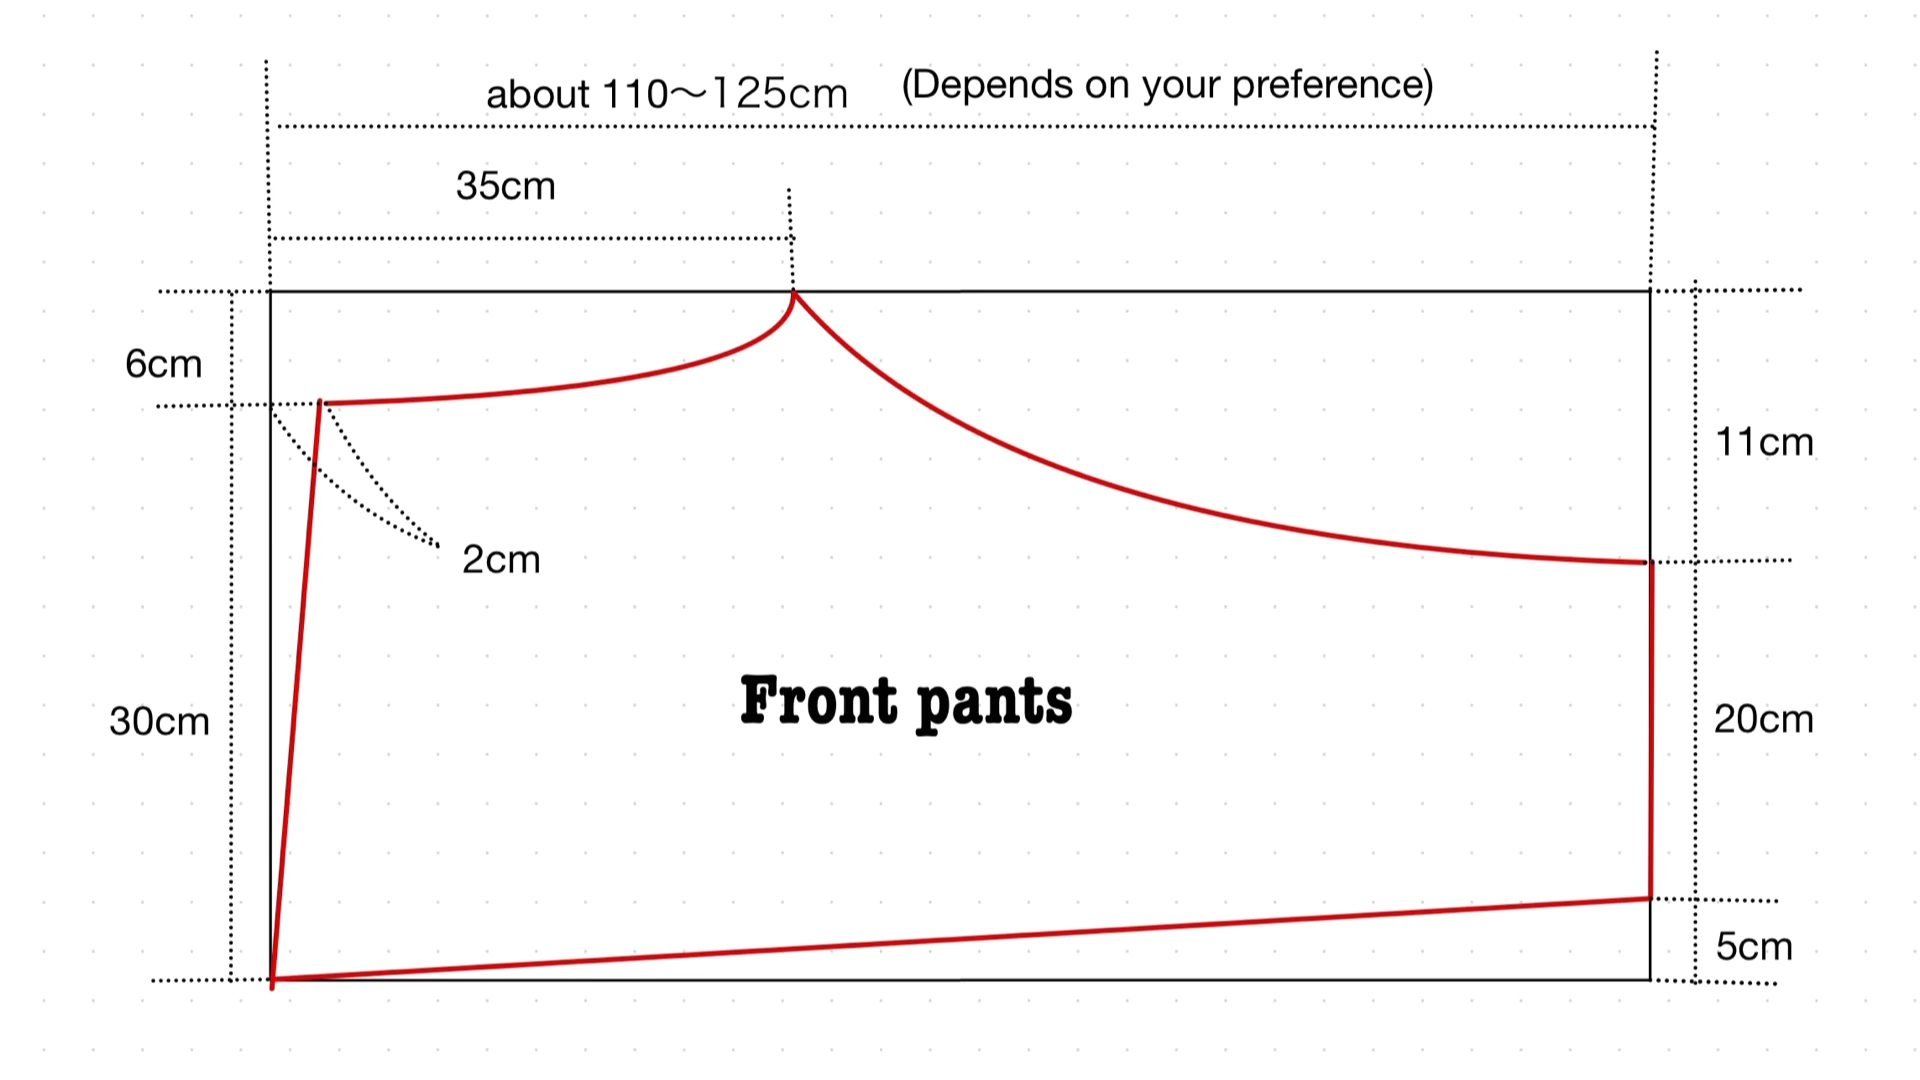 about 110～125cm (Depends on your preference)
35cm
6cm
11cm
2cm
Front pants
30cm
20cm
5cm